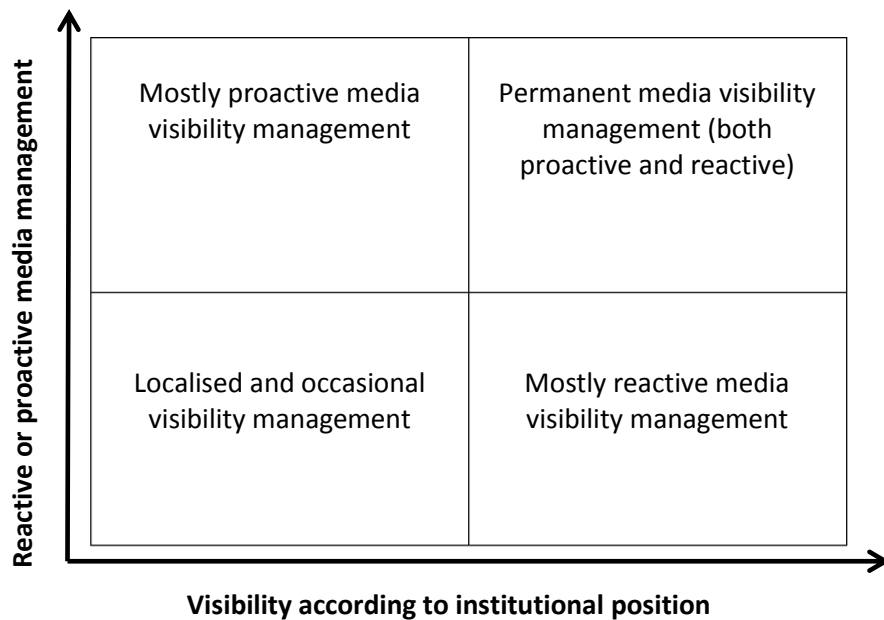 Reactive or proactive media management
Mostly proactive media
visibility management
Permanent media visibility
management (both
proactive and reactive)
Localised and occasional
visibility management
Mostly reactive media
visibility management
Visibility according to institutional position